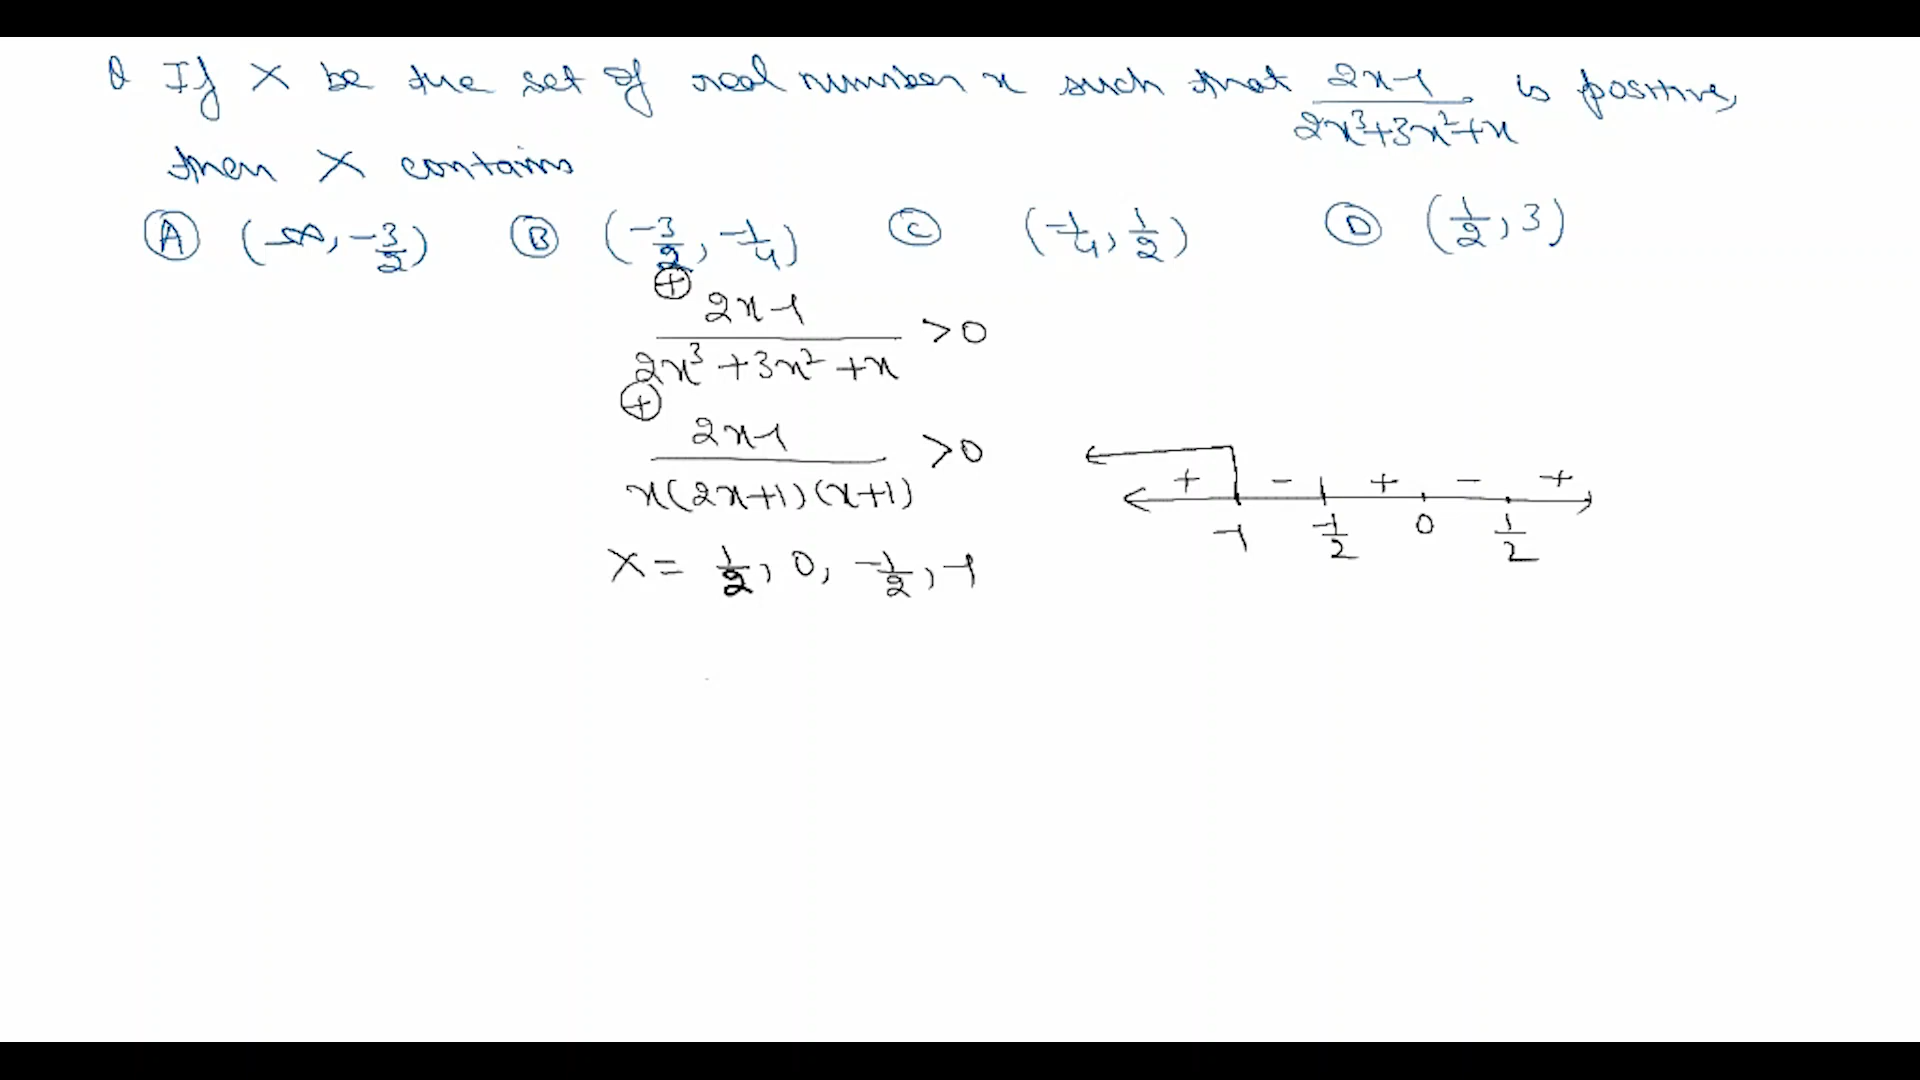 Q If X be the set of real number x such that (2x-1)/(2x³+3x²+x) is positive,
then X contains
(A) (-∞, -3/2) (B) (-3/2, -1/4) (C) (-1/4, 1/2) (D) (1/2, 3)
⊕
(2x-1)/(2x³+3x²+x) >0
⊕
(2x-1)/(x(2x+1)(x+1)) >0
+ - + - +
-1 -1/2 0 1/2
X = 1/2, 0, -1/2, -1